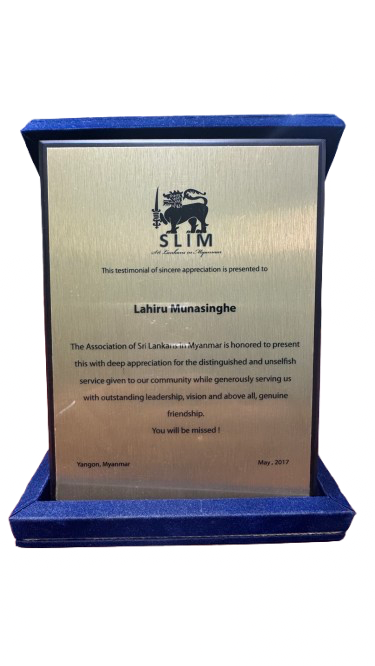 SLIM
Sri Lankans in Myanmar
This testimonial of sincere appreciation is presented to
Lahiru Munasinghe
The Association of Sri Lankans in Myanmar is honored to present
this with deep appreciation for the distinguished and unselfish
service given to our community while generously serving us
with outstanding leadership, vision and above all, genuine
friendship.
You will be missed !
Yangon, Myanmar
May , 2017